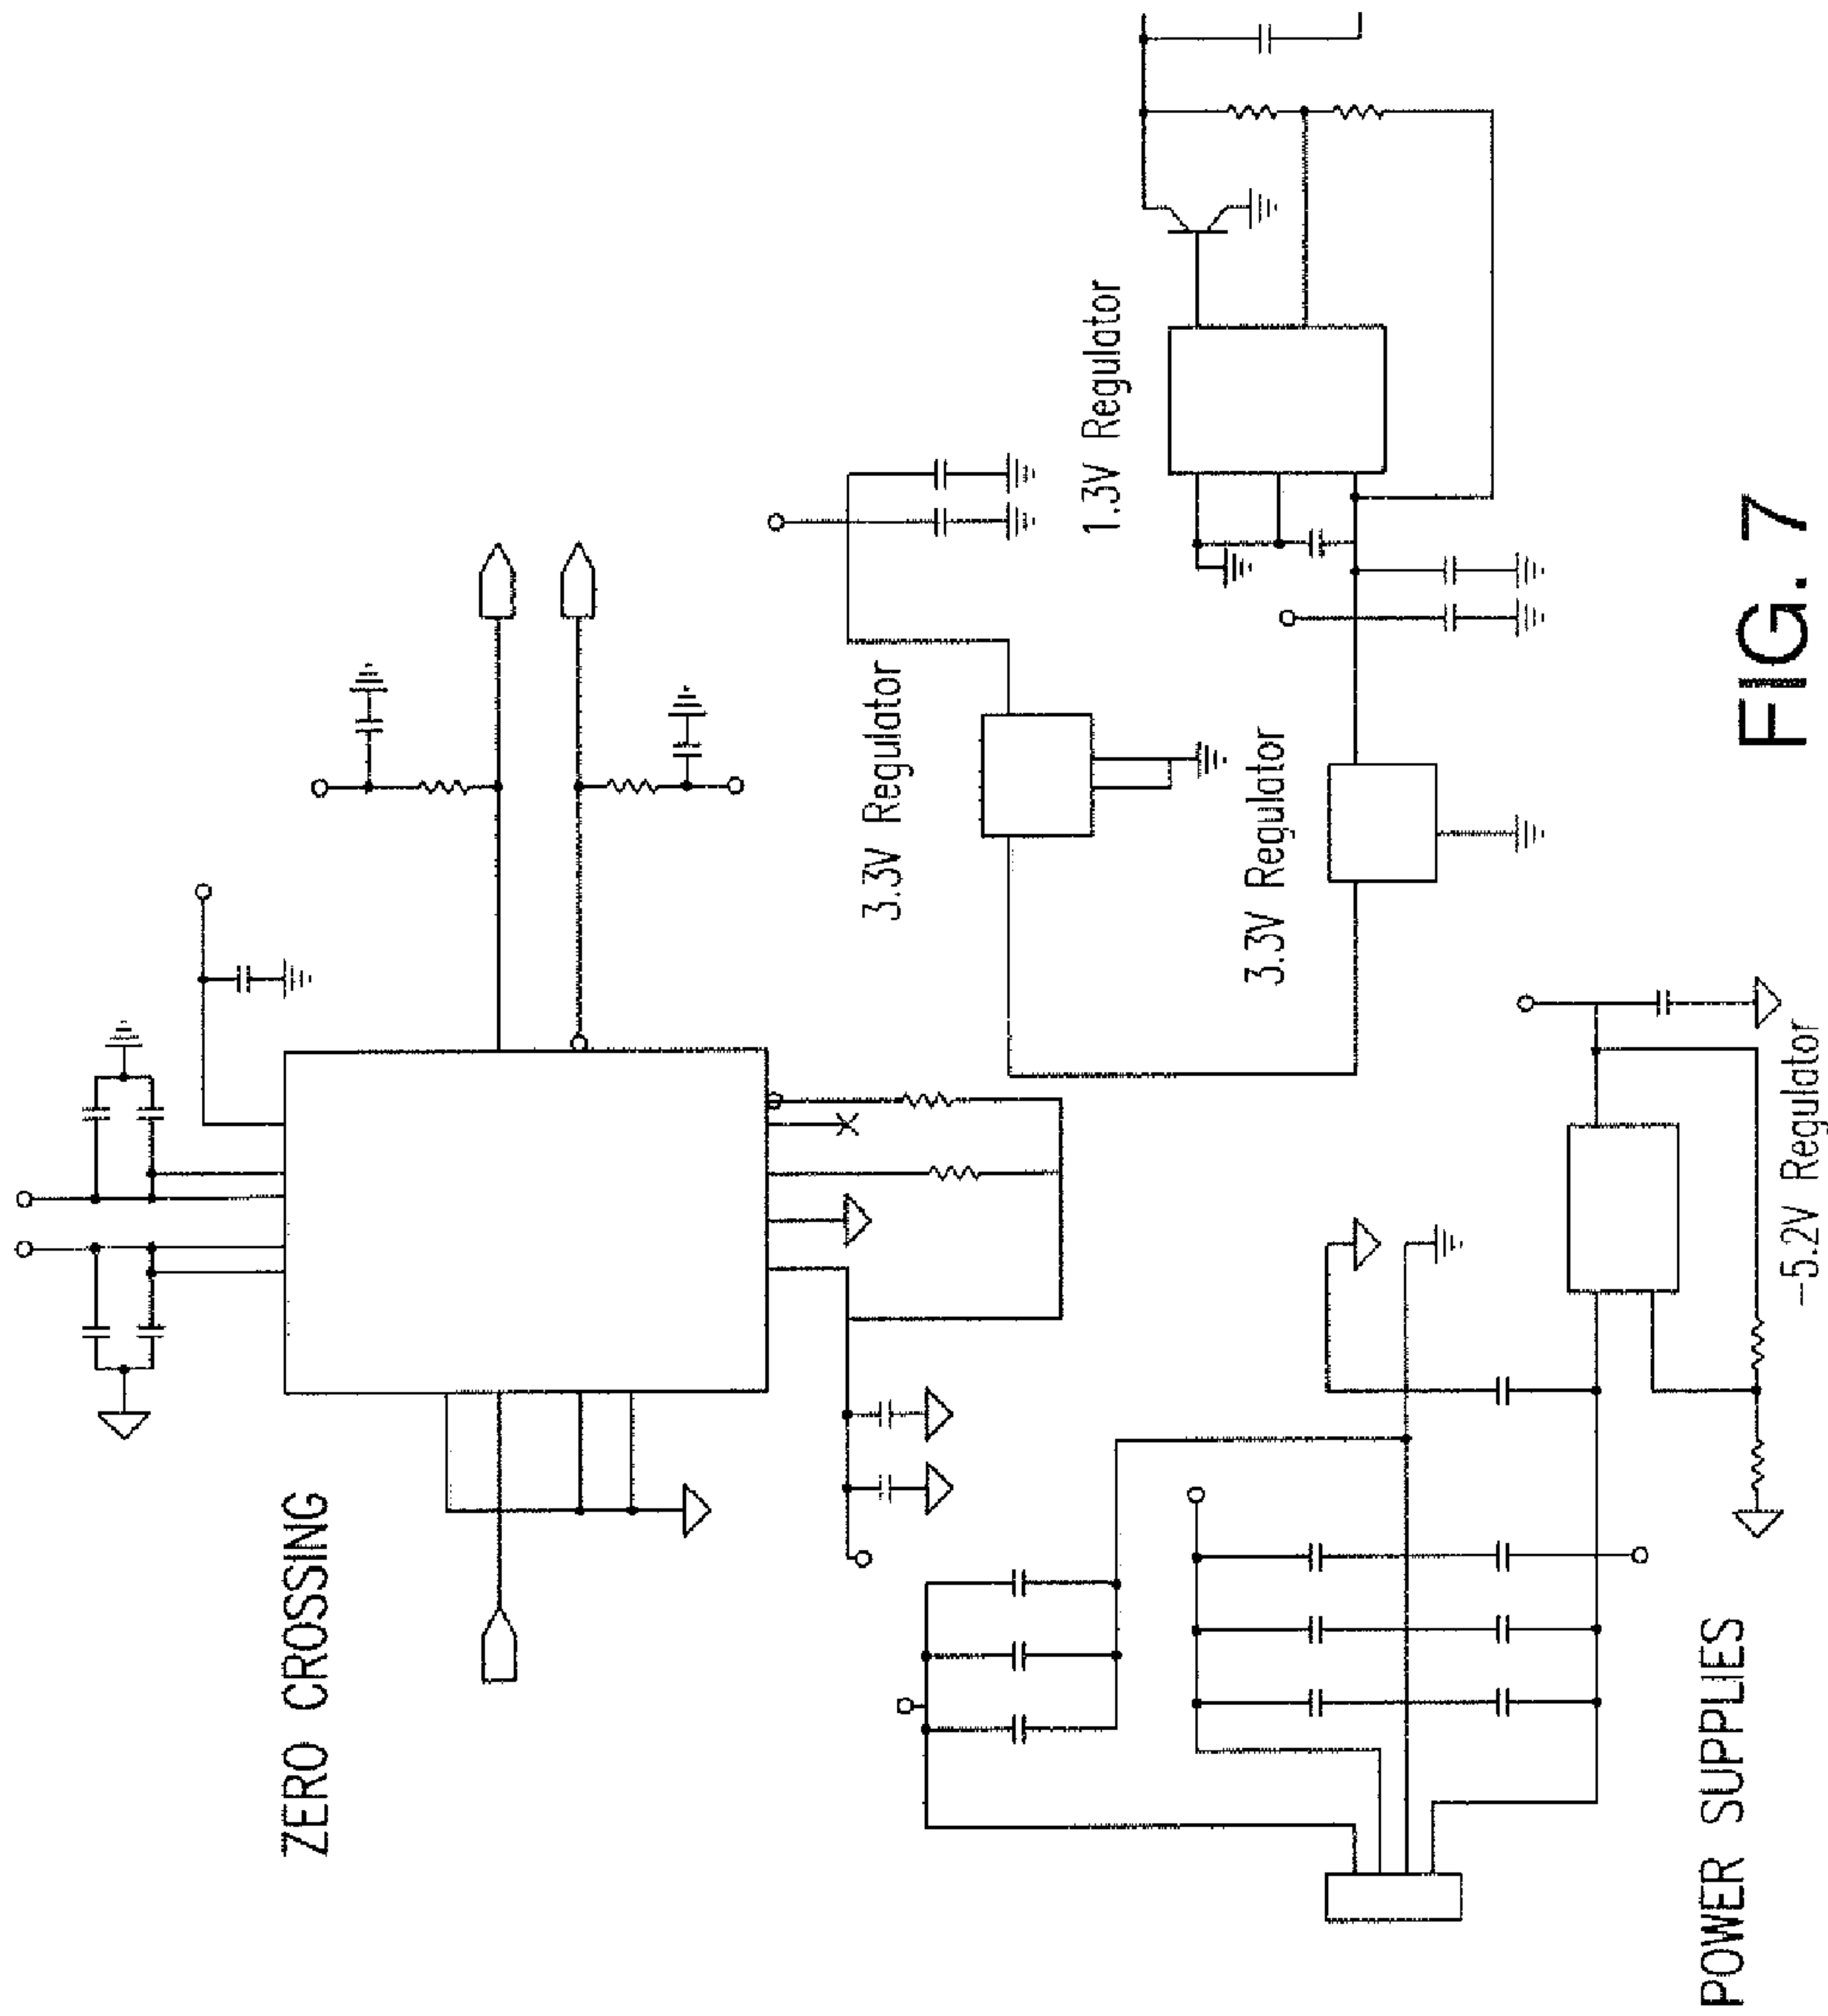 ZERO CROSSING
3.3V Regulator
1.3V Regulator
3.3V Regulator
-5.2V Regulator
POWER SUPPLIES
FIG. 7